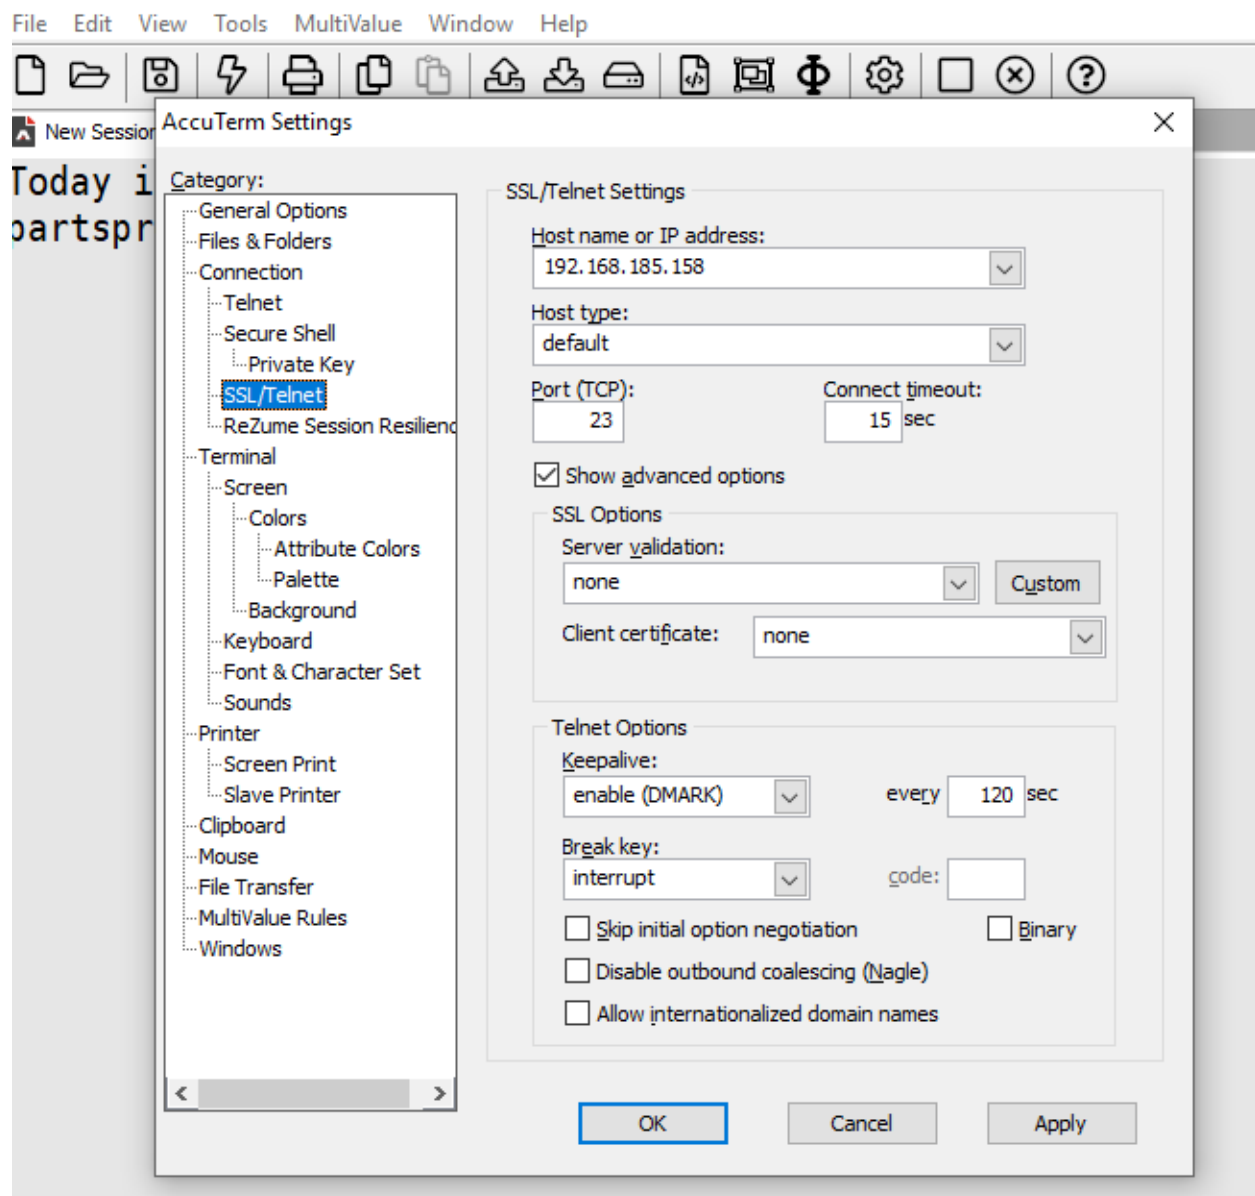 File Edit View Tools MultiValue Window Help
New Session
AccuTerm Settings
Today i
partspr
Category:
General Options
Files & Folders
Connection
Telnet
Secure Shell
Private Key
SSL/Telnet
ReZume Session Resilienc
Terminal
Screen
Colors
Attribute Colors
Palette
Background
Keyboard
Font & Character Set
Sounds
Printer
Screen Print
Slave Printer
Clipboard
Mouse
File Transfer
MultiValue Rules
Windows
SSL/Telnet Settings
Host name or IP address:
192.168.185.158
Host type:
default
Port (TCP): Connect timeout:
23 15 sec
Show advanced options
SSL Options
Server validation:
none Custom
Client certificate: none
Telnet Options
Keepalive:
enable (DMARK) every 120 sec
Break key:
interrupt code:
Skip initial option negotiation Binary
Disable outbound coalescing (Nagle)
Allow internationalized domain names
OK Cancel Apply